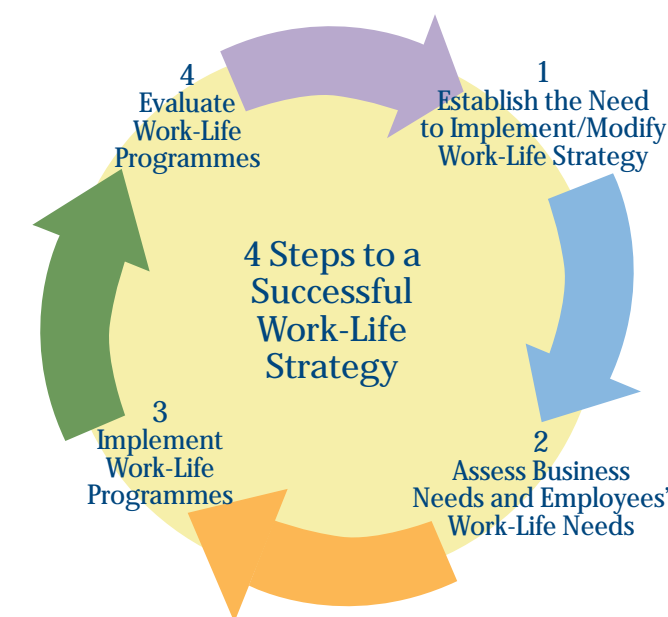 4 Steps to a
Successful
Work-Life
Strategy
1
Establish the Need
to Implement/Modify
Work-Life Strategy
2
Assess Business
Needs and Employees'
Work-Life Needs
3
Implement
Work-Life
Programmes
4
Evaluate
Work-Life
Programmes